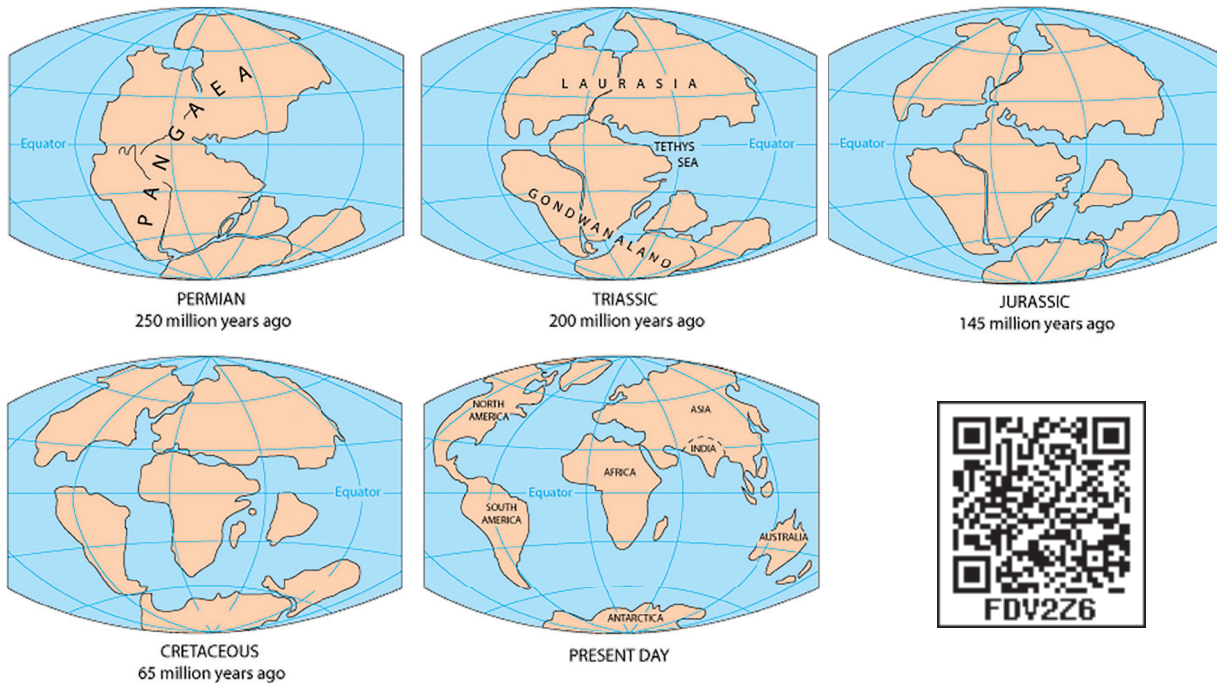 PANGAEA
Equator
PERMIAN
250 million years ago
LAURASIA
TETHYS
SEA
Equator
GONDWANALAND
TRIASSIC
200 million years ago
Equator
JURASSIC
145 million years ago
Equator
CRETACEOUS
65 million years ago
NORTH
AMERICA
ASIA
INDIA
AFRICA
Equator
SOUTH
AMERICA
AUSTRALIA
ANTARCTICA
PRESENT DAY
FDV2Z6